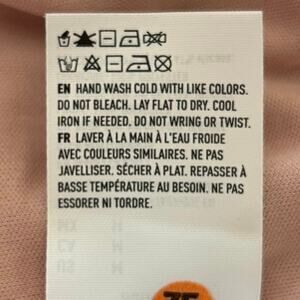 EN HAND WASH COLD WITH LIKE COLORS.
DO NOT BLEACH. LAY FLAT TO DRY. COOL
IRON IF NEEDED. DO NOT WRING OR TWIST.
FR LAVER À LA MAIN À L'EAU FROIDE
AVEC COULEURS SIMILAIRES. NE PAS
JAVELLISER. SÉCHER À PLAT. REPASSER À
BASSE TEMPÉRATURE AU BESOIN. NE PAS
ESSORER NI TORDRE.